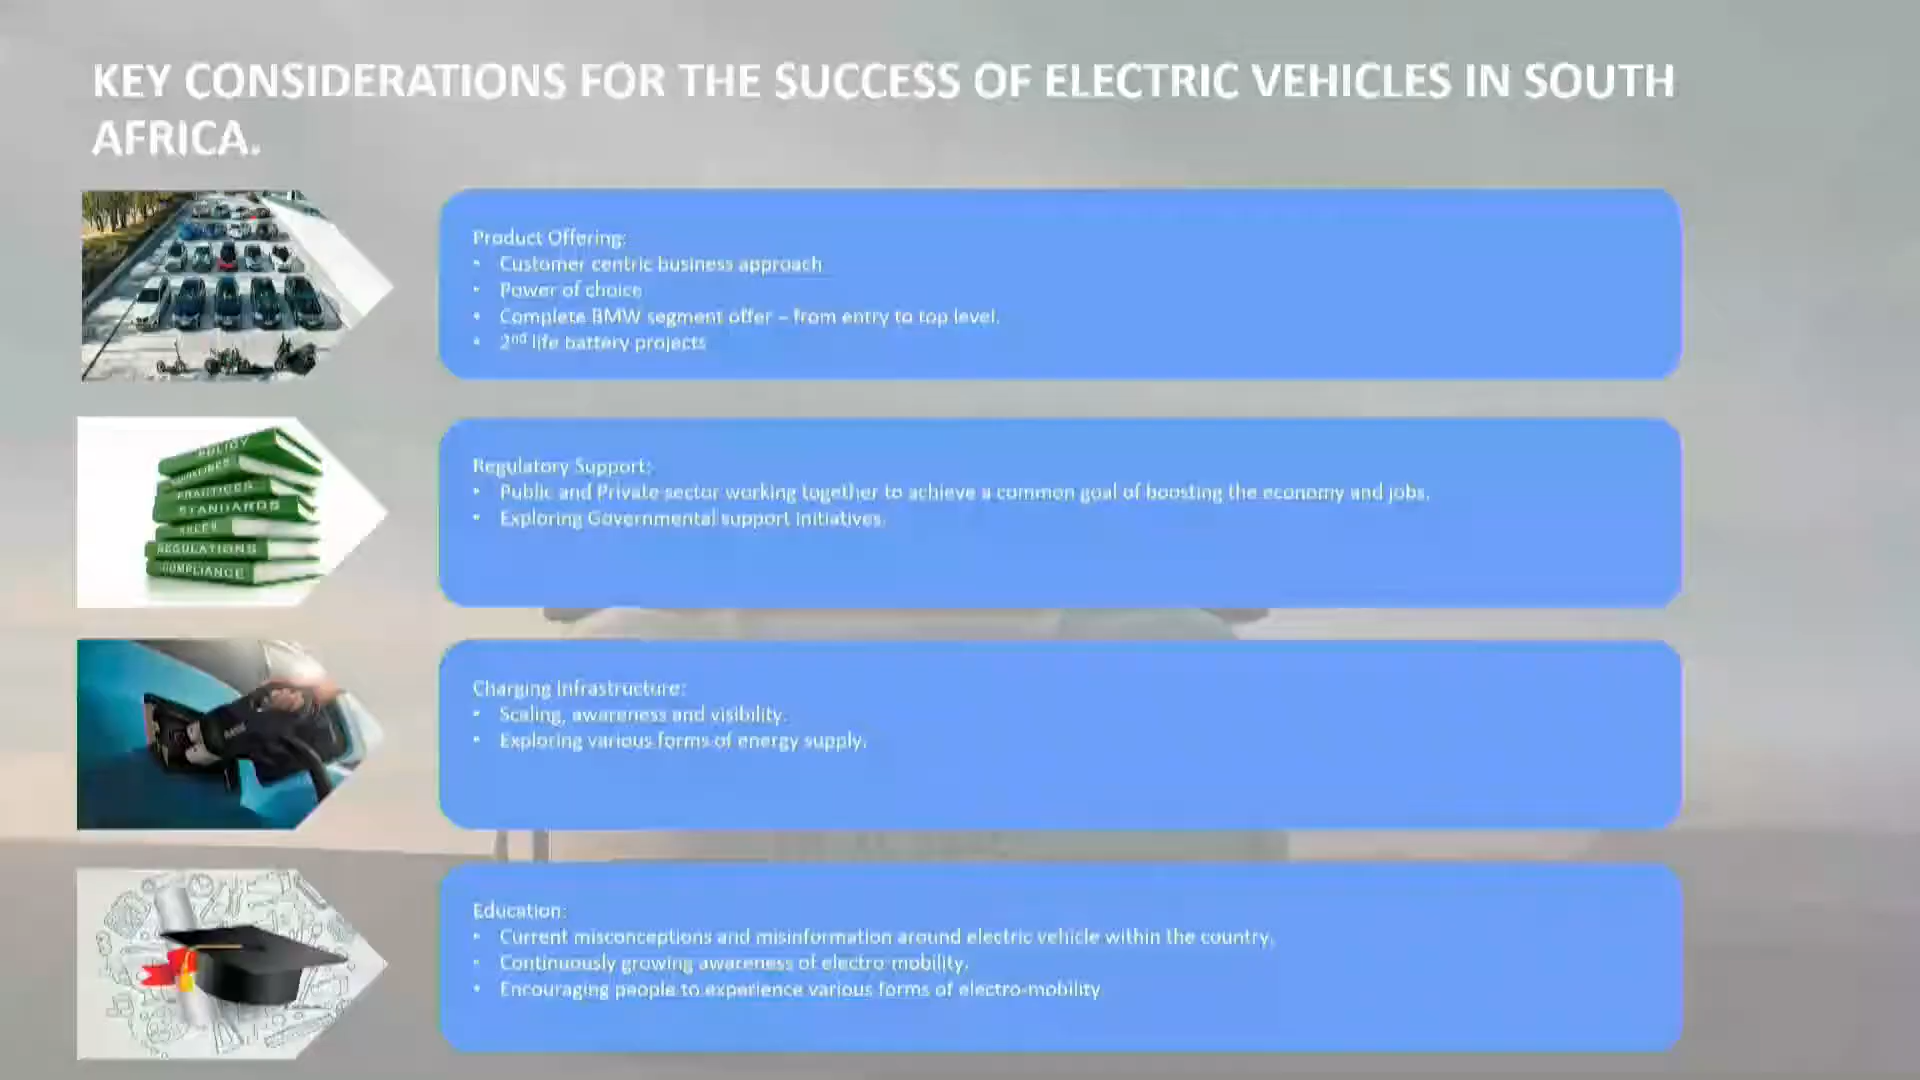 KEY CONSIDERATIONS FOR THE SUCCESS OF ELECTRIC VEHICLES IN SOUTH
AFRICA.
Product Offering:
• Customer centric business approach
• Power of choice
• Complete BMW segment offer – from entry to top level.
• 2nd life battery projects
POLICY
GUIDELINES
PRACTICES
STANDARDS
RULES
REGULATIONS
COMPLIANCE
Regulatory Support:
• Public and Private sector working together to achieve a common goal of boosting the economy and jobs.
• Exploring Governmental support initiatives.
Charging Infrastructure:
• Scaling, awareness and visibility.
• Exploring various forms of energy supply.
Education:
• Current misconceptions and misinformation around electric vehicle within the country.
• Continuously growing awareness of electro-mobility.
• Encouraging people to experience various forms of electro-mobility